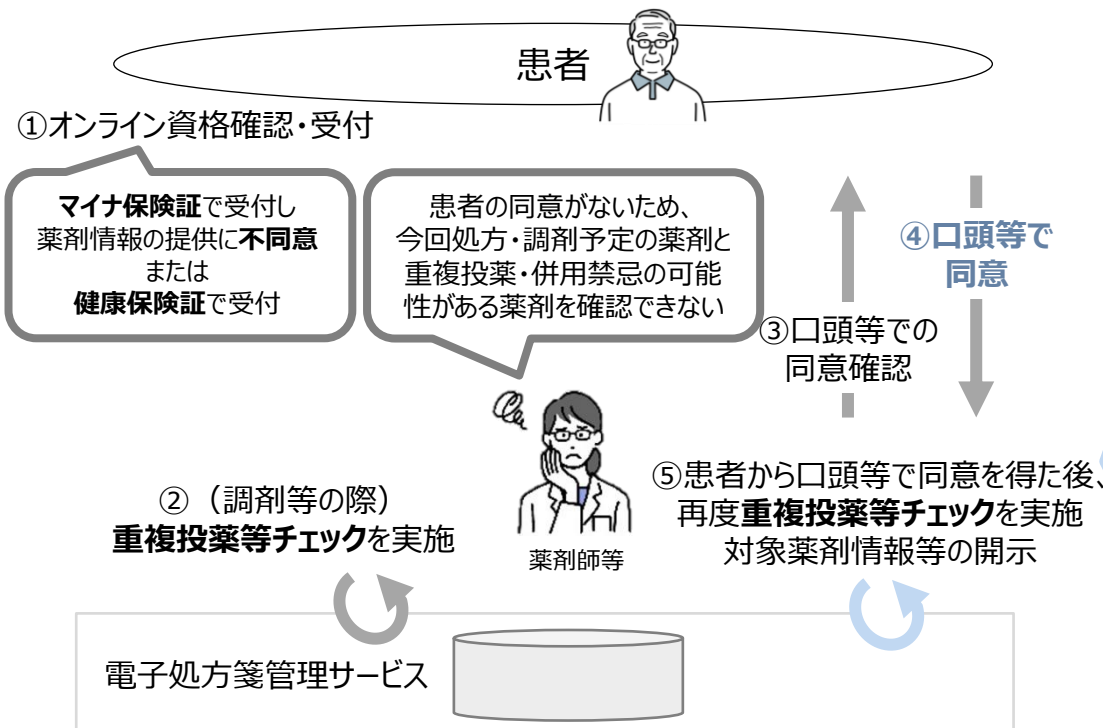 患者
①オンライン資格確認・受付
マイナ保険証で受付し
薬剤情報の提供に不同意
または
健康保険証で受付
患者の同意がないため、
今回処方・調剤予定の薬剤と
重複投薬・併用禁忌の可能
性がある薬剤を確認できない
④口頭等で
同意
③口頭等での
同意確認
②（調剤等の際）
重複投薬等チェックを実施
薬剤師等
⑤患者から口頭等で同意を得た後、
再度重複投薬等チェックを実施
対象薬剤情報等の開示
電子処方箋管理サービス